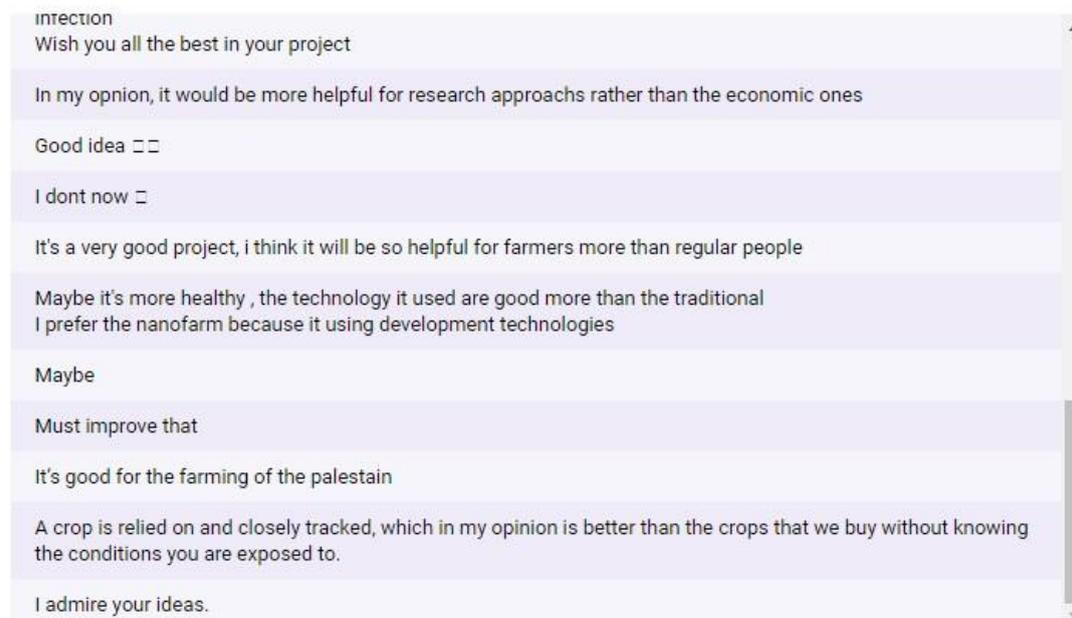 infection
Wish you all the best in your project
In my opnion, it would be more helpful for research approachs rather than the economic ones
Good idea □□
I dont now □
It's a very good project, i think it will be so helpful for farmers more than regular people
Maybe it's more healthy , the technology it used are good more than the traditional
I prefer the nanofarm because it using development technologies
Maybe
Must improve that
It's good for the farming of the palestain
A crop is relied on and closely tracked, which in my opinion is better than the crops that we buy without knowing
the conditions you are exposed to.
I admire your ideas.